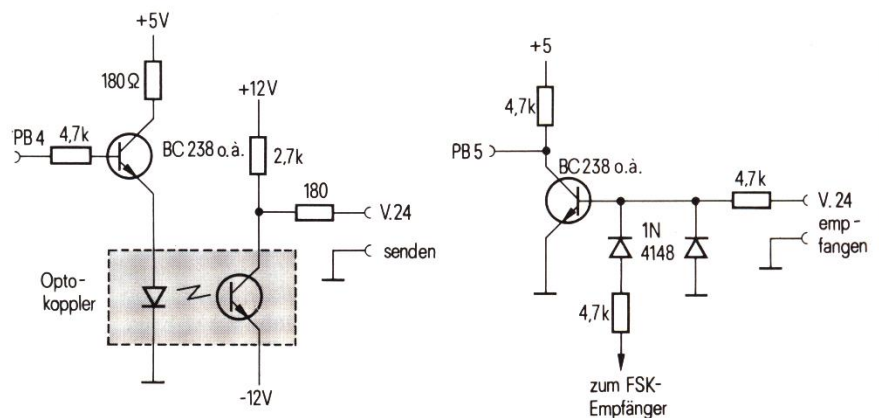 +5V
180 Ω
+12V
PB 4
4,7k
BC 238 o.ä.
2,7k
180
V.24
senden
Opto-
koppler
-12V
+5
4,7k
PB 5
BC 238 o.ä.
4,7k
V. 24
emp-
fangen
1N
4148
4,7k
zum FSK-
Empfänger